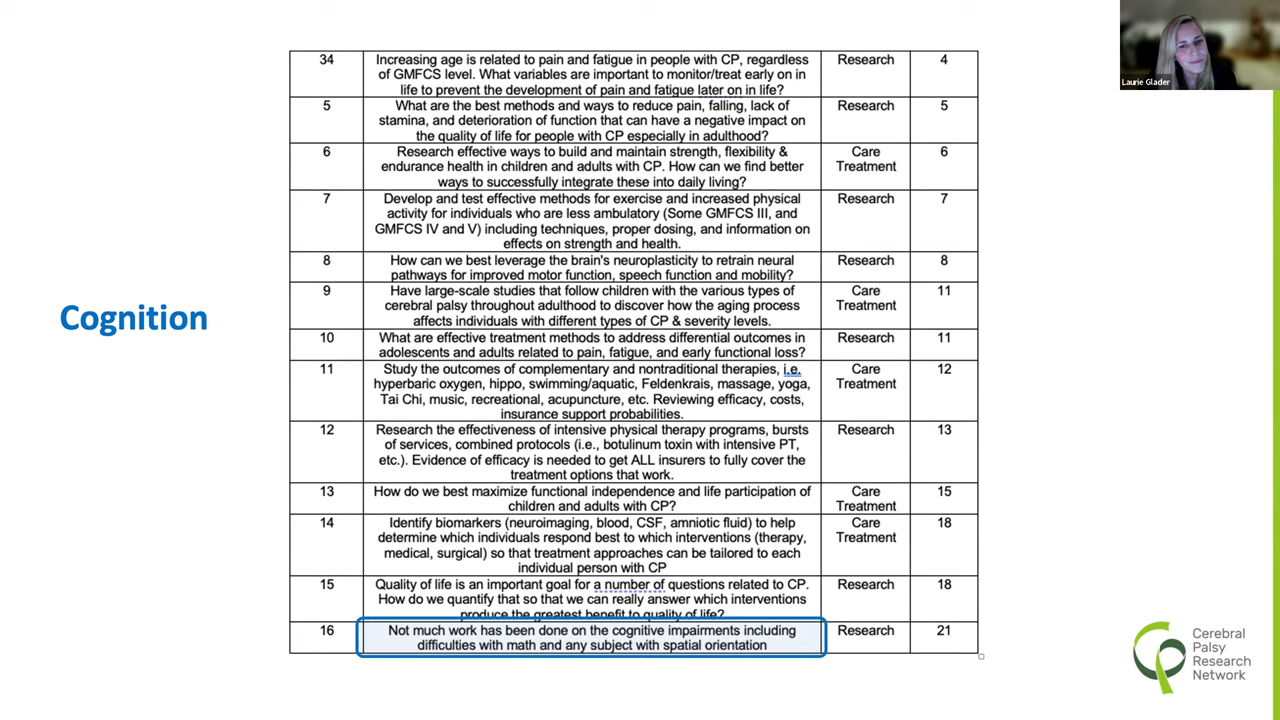 Laurie Glader
Cognition
34 Increasing age is related to pain and fatigue in people with CP, regardless Research 4
of GMFCS level. What variables are important to monitor/treat early on in
life to prevent the development of pain and fatigue later on in life?
5 What are the best methods and ways to reduce pain, falling, lack of Research 5
stamina, and deterioration of function that can have a negative impact on
the quality of life for people with CP especially in adulthood?
6 Research effective ways to build and maintain strength, flexibility & Care 6
endurance health in children and adults with CP. How can we find better Treatment
ways to successfully integrate these into daily living?
7 Develop and test effective methods for exercise and increased physical Research 7
activity for individuals who are less ambulatory (Some GMFCS III, and
GMFCS IV and V) including techniques, proper dosing, and information on
effects on strength and health.
8 How can we best leverage the brain's neuroplasticity to retrain neural Research 8
pathways for improved motor function, speech function and mobility?
9 Have large-scale studies that follow children with the various types of Care 11
cerebral palsy throughout adulthood to discover how the aging process Treatment
affects individuals with different types of CP & severity levels.
10 What are effective treatment methods to address differential outcomes in Research 11
adolescents and adults related to pain, fatigue, and early functional loss?
11 Study the outcomes of complementary and nontraditional therapies, i.e. Care 12
hyperbaric oxygen, hippo, swimming/aquatic, Feldenkrais, massage, yoga, Treatment
Tai Chi, music, recreational, acupuncture, etc. Reviewing efficacy, costs,
insurance support probabilities.
12 Research the effectiveness of intensive physical therapy programs, bursts Research 13
of services, combined protocols (i.e., botulinum toxin with intensive PT,
etc.). Evidence of efficacy is needed to get ALL insurers to fully cover the
treatment options that work.
13 How do we best maximize functional independence and life participation of Care 15
children and adults with CP? Treatment
14 Identify biomarkers (neuroimaging, blood, CSF, amniotic fluid) to help Care 18
determine which individuals respond best to which interventions (therapy, Treatment
medical, surgical) so that treatment approaches can be tailored to each
individual person with CP
15 Quality of life is an important goal for a number of questions related to CP. Research 18
How do we quantify that so that we can really answer which interventions
produce the greatest benefit to quality of life?
16 Not much work has been done on the cognitive impairments including Research 21
difficulties with math and any subject with spatial orientation
Cerebral
Palsy
Research
Network